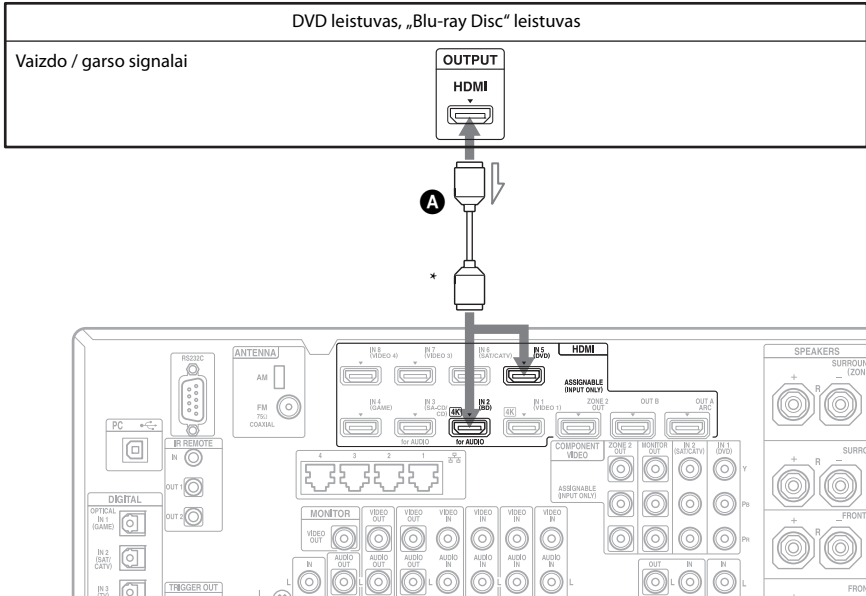 DVD leistuvas, „Blu-ray Disc“ leistuvas
Vaizdo / garso signalai
OUTPUT
HDMI
A
*
RS232C
ANTENNA
AM
FM
75Ω
COAXIAL
IN 8
(VIDEO 4)
IN 7
(VIDEO 3)
IN 6
(SAT/CATV)
IN 5
(DVD)
HDMI
ASSIGNABLE
(INPUT ONLY)
IN 4
(GAME)
IN 3
(SA-CD/
CD)
4K
IN 2
(BD)
4K
IN 1
(VIDEO 1)
ZONE 2
OUT
OUT B
OUT A
ARC
for AUDIO
for AUDIO
SPEAKERS
SURROUN
(ZON
+
R
–
PC
IR REMOTE
IN
OUT 1
OUT 2
4
3
2
1
COMPONENT
VIDEO
ASSIGNABLE
(INPUT ONLY)
ZONE 2
OUT
MONITOR
OUT
IN 2
(SAT/CATV)
IN 1
(DVD)
Y
PB
PR
SURRO
+
R
–
DIGITAL
OPTICAL
IN 1
(GAME)
IN 2
(SAT/
CATV)
IN 3
(TV)
TRIGGER OUT
MONITOR
VIDEO
OUT
VIDEO
OUT
VIDEO
OUT
VIDEO
IN
VIDEO
IN
VIDEO
IN
VIDEO
IN
IN
AUDIO
OUT
AUDIO
OUT
AUDIO
IN
AUDIO
IN
AUDIO
IN
AUDIO
IN
L
L
L
L
OUT
IN
IN
L
FRONT
+
R
–
FRON